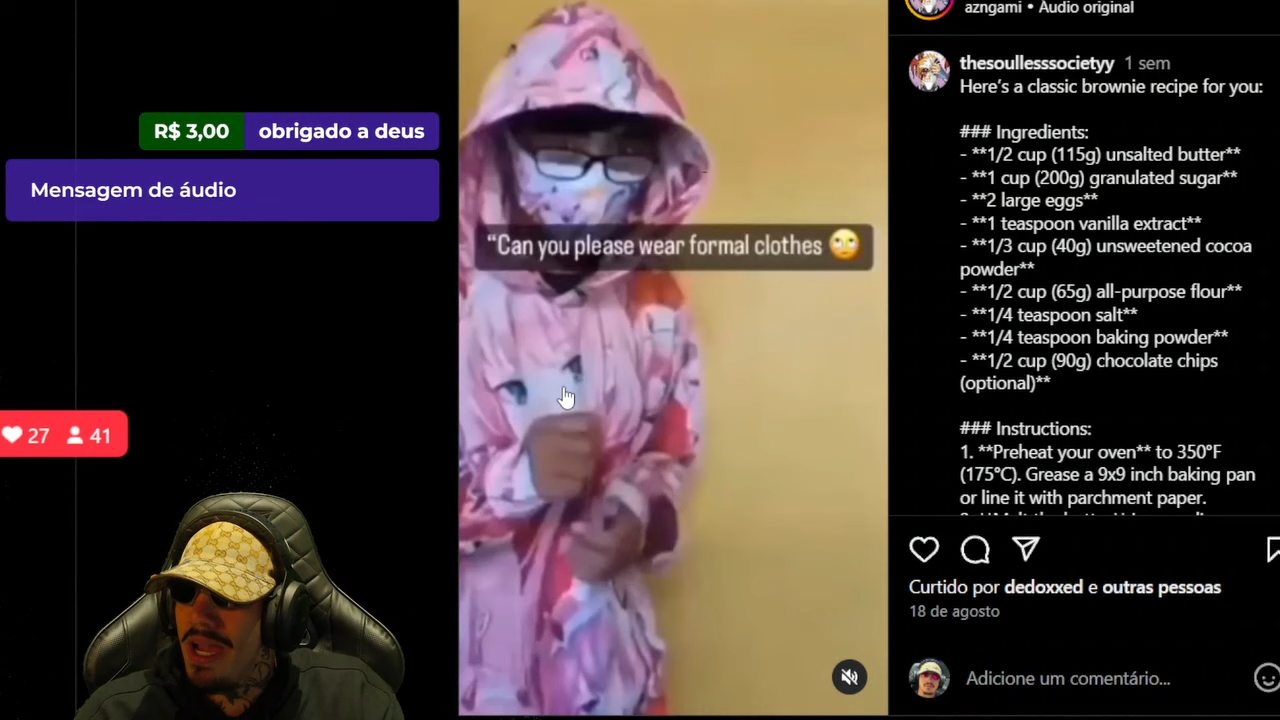 R$ 3,00 obrigado a deus
Mensagem de áudio
27 41
“Can you please wear formal clothes 🙄
azngami • Áudio original
thesoullesssocietyy 1 sem
Here’s a classic brownie recipe for you:
### Ingredients:
- **1/2 cup (115g) unsalted butter**
- **1 cup (200g) granulated sugar**
- **2 large eggs**
- **1 teaspoon vanilla extract**
- **1/3 cup (40g) unsweetened cocoa
powder**
- **1/2 cup (65g) all-purpose flour**
- **1/4 teaspoon salt**
- **1/4 teaspoon baking powder**
- **1/2 cup (90g) chocolate chips
(optional)**
### Instructions:
1. **Preheat your oven** to 350°F
(175°C). Grease a 9x9 inch baking pan
or line it with parchment paper.
Curtido por dedoxxed e outras pessoas
18 de agosto
Adicione um comentário...